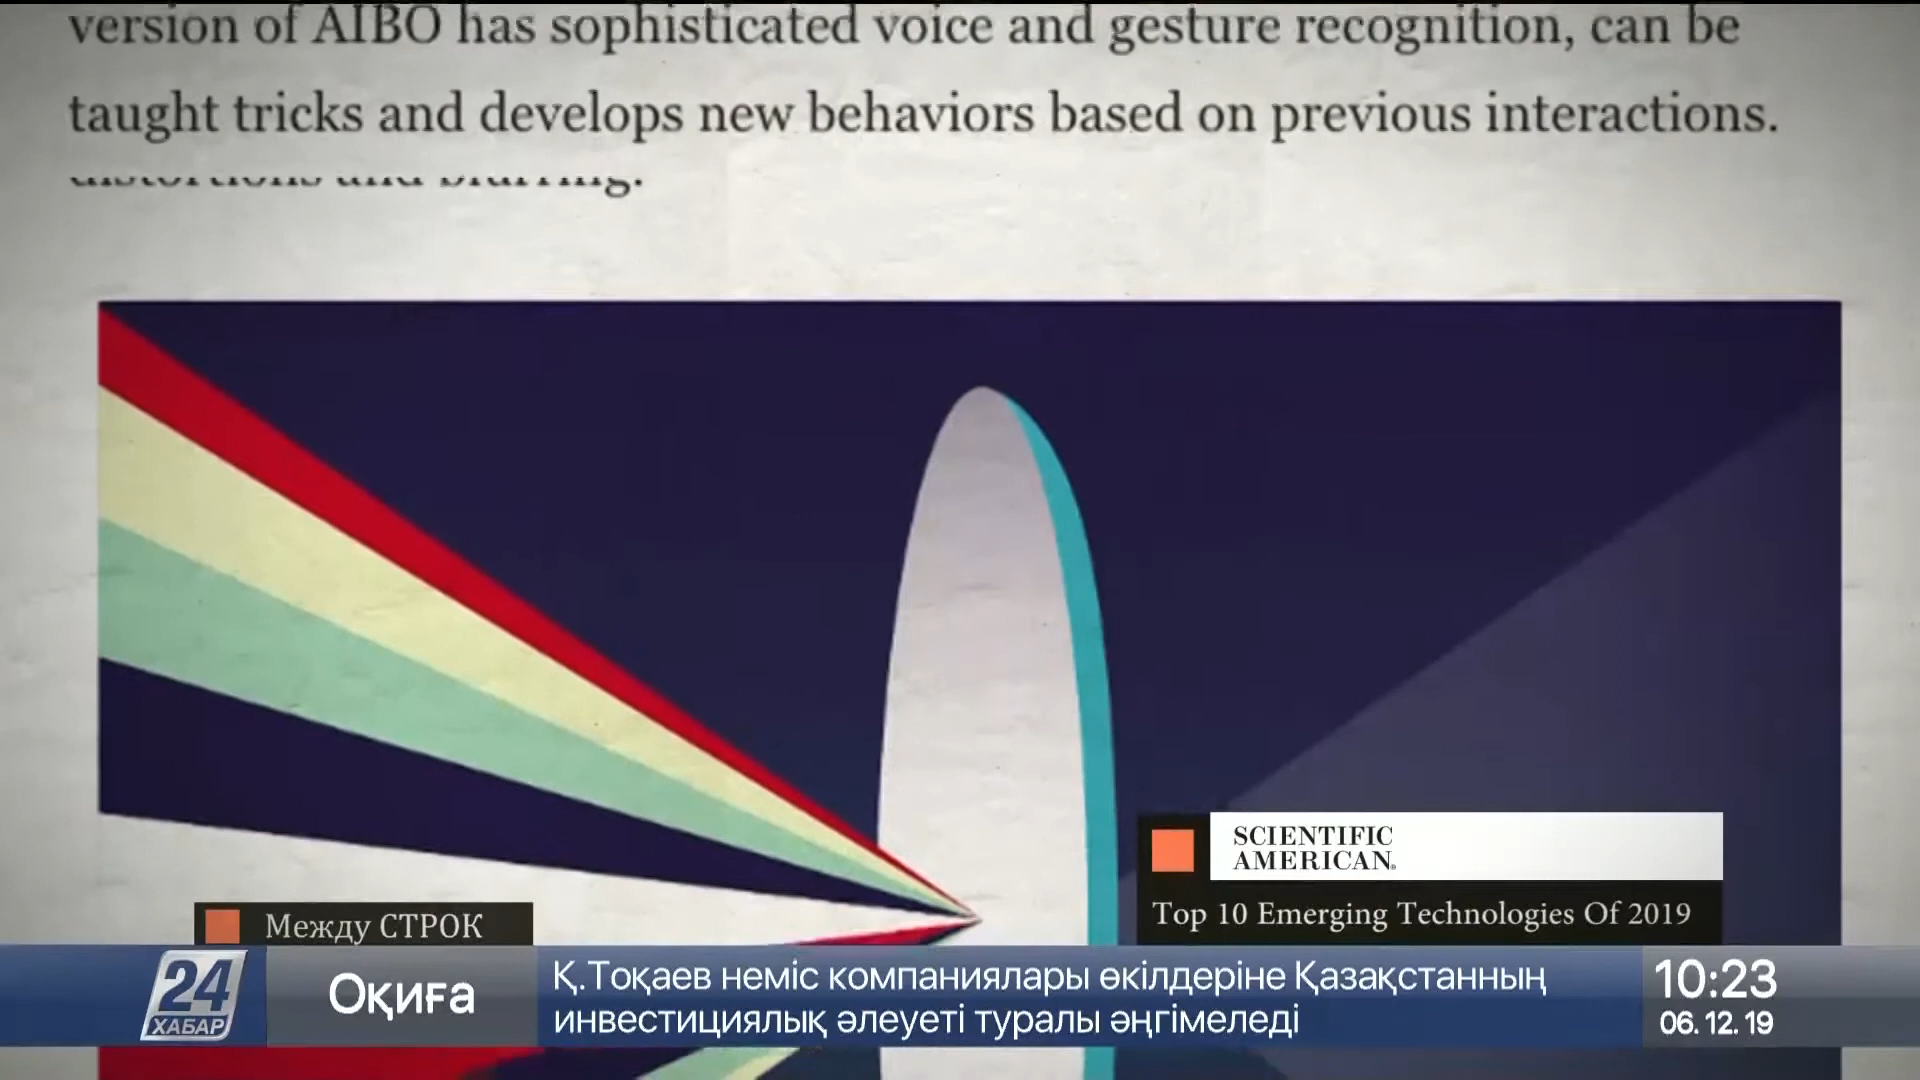 version of AIBO has sophisticated voice and gesture recognition, can be
taught tricks and develops new behaviors based on previous interactions.
SCIENTIFIC
AMERICAN
Top 10 Emerging Technologies Of 2019
Между СТРОК
24
ХАБАР
Оқиға
Қ.Тоқаев неміс компаниялары өкілдеріне Қазақстанның
инвестициялық әлеуеті туралы әңгімеледі
10:23
06.12.19